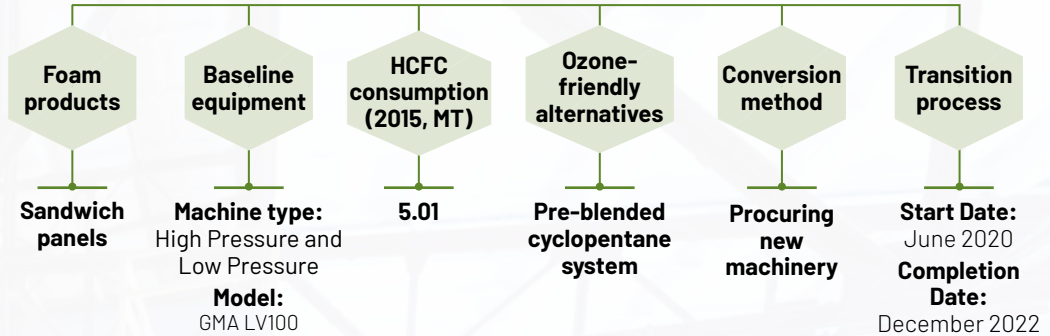 Foam
products
Baseline
equipment
HCFC
consumption
(2015, MT)
Ozone-
friendly
alternatives
Conversion
method
Transition
process
Sandwich
panels
Machine type:
High Pressure and
Low Pressure
Model:
GMA LV100
5.01
Pre-blended
cyclopentane
system
Procuring
new
machinery
Start Date:
June 2020
Completion
Date:
December 2022